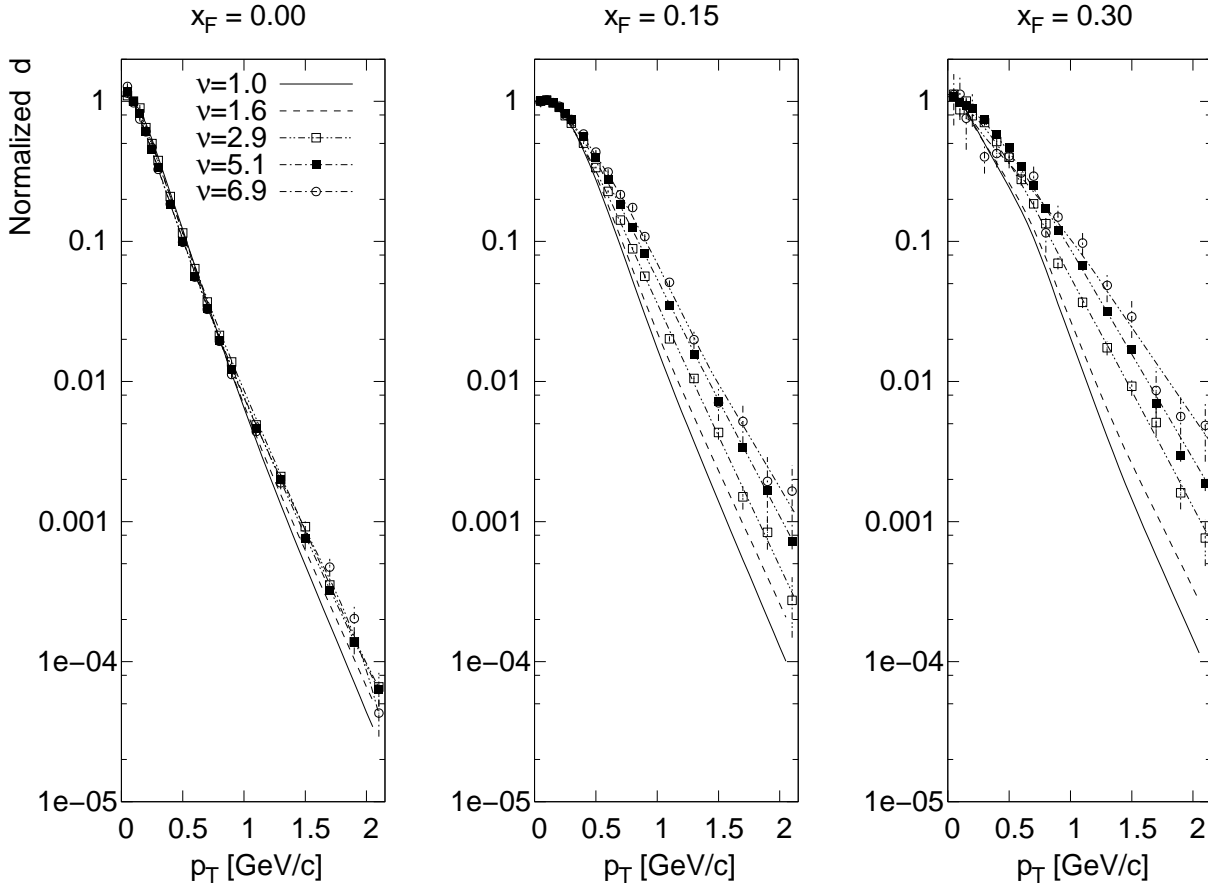 x_F = 0.00
x_F = 0.15
x_F = 0.30
Normalized d
ν=1.0
ν=1.6
ν=2.9
ν=5.1
ν=6.9
1
0.1
0.01
0.001
1e−04
1e−05
0 0.5 1 1.5 2
p_T [GeV/c]
1
0.1
0.01
0.001
1e−04
1e−05
0 0.5 1 1.5 2
p_T [GeV/c]
1
0.1
0.01
0.001
1e−04
1e−05
0 0.5 1 1.5 2
p_T [GeV/c]